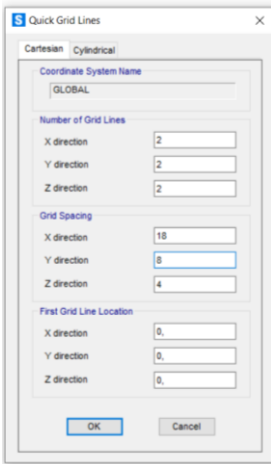 S Quick Grid Lines
Cartesian Cylindrical
Coordinate System Name
GLOBAL
Number of Grid Lines
X direction 2
Y direction 2
Z direction 2
Grid Spacing
X direction 18
Y direction 8
Z direction 4
First Grid Line Location
X direction 0,
Y direction 0,
Z direction 0,
OK Cancel